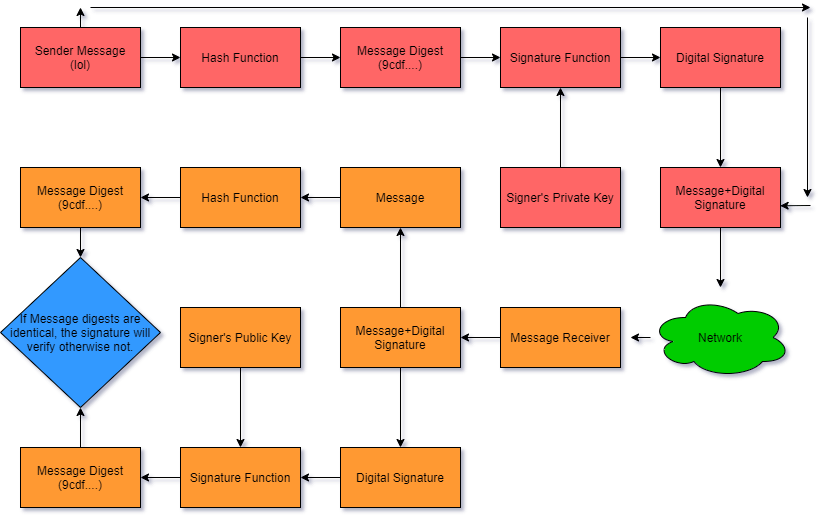 Sender Message
(lol)
Hash Function
Message Digest
(9cdf....)
Signature Function
Digital Signature
Message Digest
(9cdf....)
Hash Function
Message
Signer's Private Key
Message+Digital
Signature
If Message digests are
identical, the signature will
verify otherwise not.
Signer's Public Key
Message+Digital
Signature
Message Receiver
Network
Message Digest
(9cdf....)
Signature Function
Digital Signature